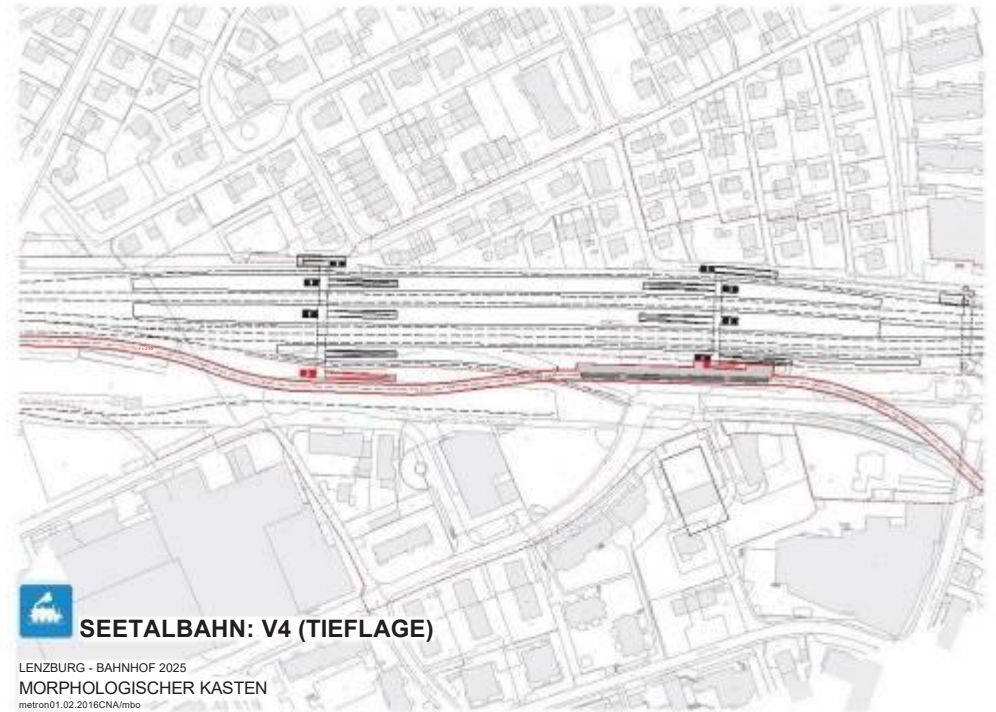 SEETALBAHN: V4 (TIEFLAGE)
LENZBURG - BAHNHOF 2025
MORPHOLOGISCHER KASTEN
metron01.02.2016CNA/mbo